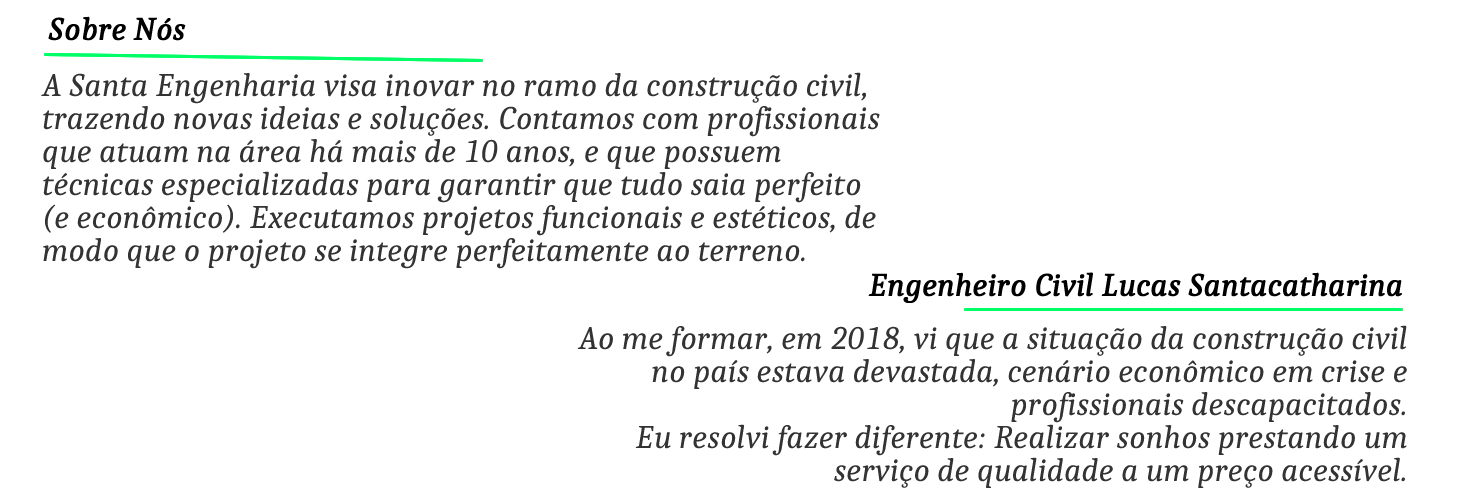 Sobre Nós
A Santa Engenharia visa inovar no ramo da construção civil,
trazendo novas ideias e soluções. Contamos com profissionais
que atuam na área há mais de 10 anos, e que possuem
técnicas especializadas para garantir que tudo saia perfeito
(e econômico). Executamos projetos funcionais e estéticos, de
modo que o projeto se integre perfeitamente ao terreno.
Engenheiro Civil Lucas Santacatharina
Ao me formar, em 2018, vi que a situação da construção civil
no país estava devastada, cenário econômico em crise e
profissionais descapacitados.
Eu resolvi fazer diferente: Realizar sonhos prestando um
serviço de qualidade a um preço acessível.